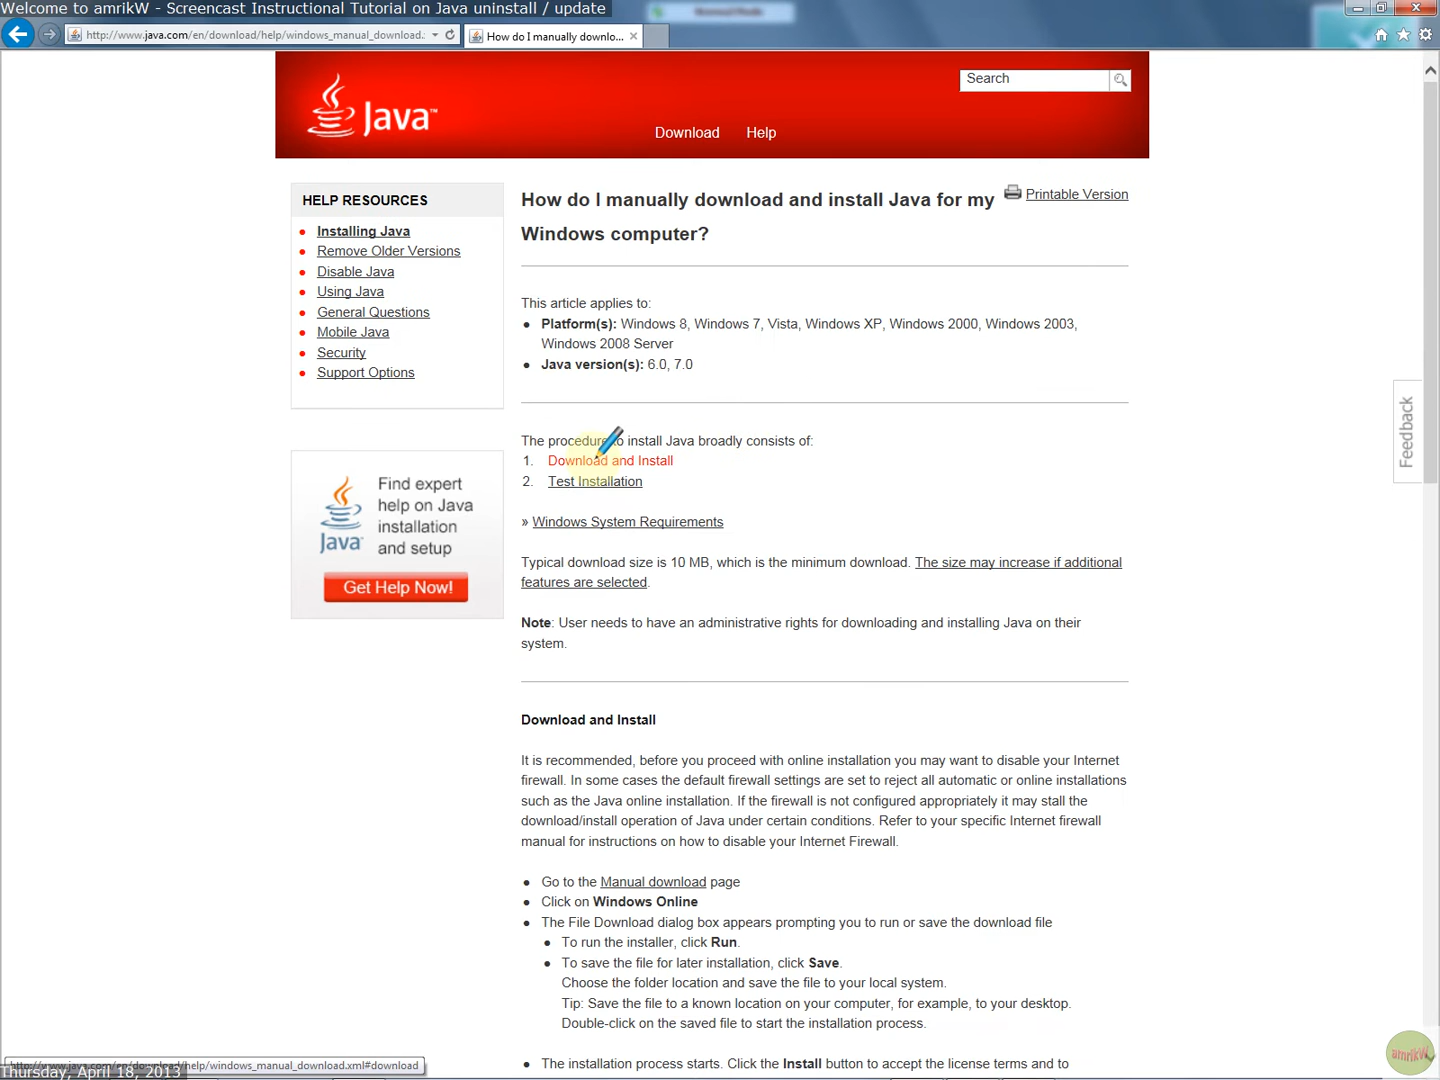 Welcome to amrikW - Screencast Instructional Tutorial on Java uninstall / update
http://www.java.com/en/download/help/windows_manual_download.
How do I manually downlo...
Java™
Search
Download Help
HELP RESOURCES
Installing Java
Remove Older Versions
Disable Java
Using Java
General Questions
Mobile Java
Security
Support Options
Find expert
help on Java
installation
and setup
Java
Get Help Now!
How do I manually download and install Java for my
Windows computer?
Printable Version
This article applies to:
Platform(s): Windows 8, Windows 7, Vista, Windows XP, Windows 2000, Windows 2003,
Windows 2008 Server
Java version(s): 6.0, 7.0
The procedure to install Java broadly consists of:
1. Download and Install
2. Test Installation
» Windows System Requirements
Typical download size is 10 MB, which is the minimum download. The size may increase if additional
features are selected.
Note: User needs to have an administrative rights for downloading and installing Java on their
system.
Download and Install
It is recommended, before you proceed with online installation you may want to disable your Internet
firewall. In some cases the default firewall settings are set to reject all automatic or online installations
such as the Java online installation. If the firewall is not configured appropriately it may stall the
download/install operation of Java under certain conditions. Refer to your specific Internet firewall
manual for instructions on how to disable your Internet Firewall.
Go to the Manual download page
Click on Windows Online
The File Download dialog box appears prompting you to run or save the download file
To run the installer, click Run.
To save the file for later installation, click Save.
Choose the folder location and save the file to your local system.
Tip: Save the file to a known location on your computer, for example, to your desktop.
Double-click on the saved file to start the installation process.
The installation process starts. Click the Install button to accept the license terms and to
Feedback
http://www.java.com/en/download/help/windows_manual_download.xml#download
Thursday, April 18, 2013
amrikW